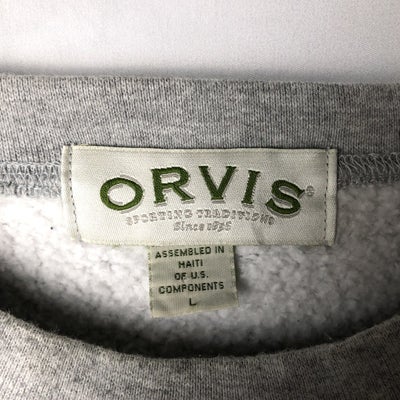 ORVIS®
SPORTING TRADITIONS
Since 1856
ASSEMBLED IN
HAITI
OF U.S.
COMPONENTS
L